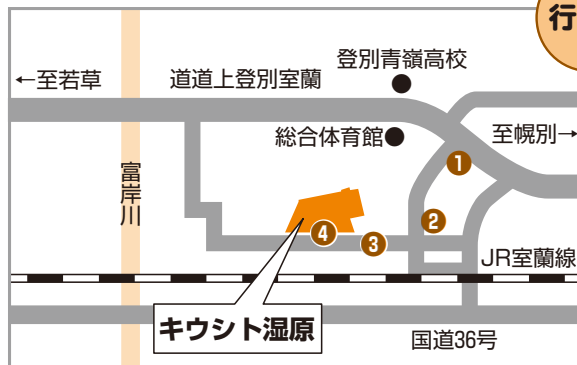 行
←至若草
道道上登別室蘭
登別青嶺高校
総合体育館
至幌別→
富岸川
1
2
3
4
JR室蘭線
キウシト湿原
国道36号